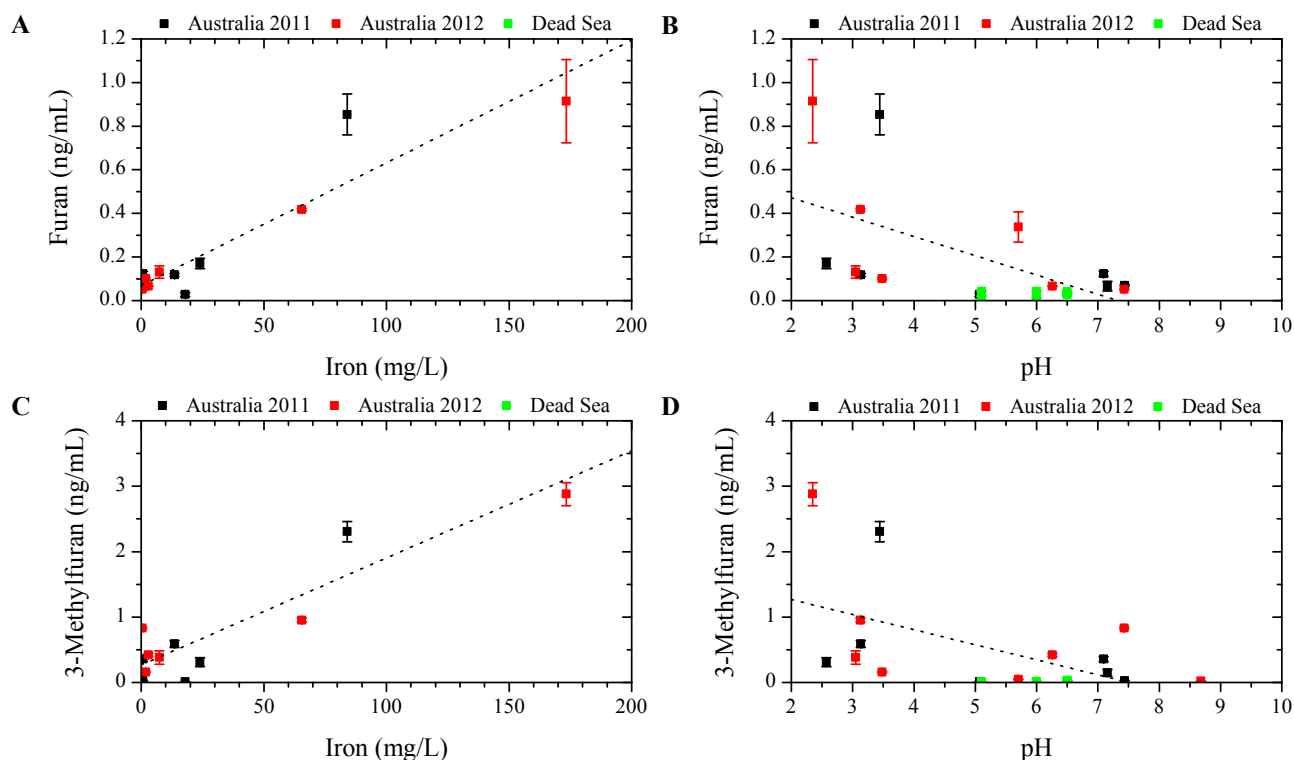 A Australia 2011 Australia 2012 Dead Sea
Furan (ng/mL)
1.2
1.0
0.8
0.6
0.4
0.2
0.0
0 50 100 150 200
Iron (mg/L)
B Australia 2011 Australia 2012 Dead Sea
Furan (ng/mL)
1.2
1.0
0.8
0.6
0.4
0.2
0.0
2 3 4 5 6 7 8 9 10
pH
C Australia 2011 Australia 2012 Dead Sea
3-Methylfuran (ng/mL)
4
3
2
1
0
0 50 100 150 200
Iron (mg/L)
D Australia 2011 Australia 2012 Dead Sea
3-Methylfuran (ng/mL)
4
3
2
1
0
2 3 4 5 6 7 8 9 10
pH